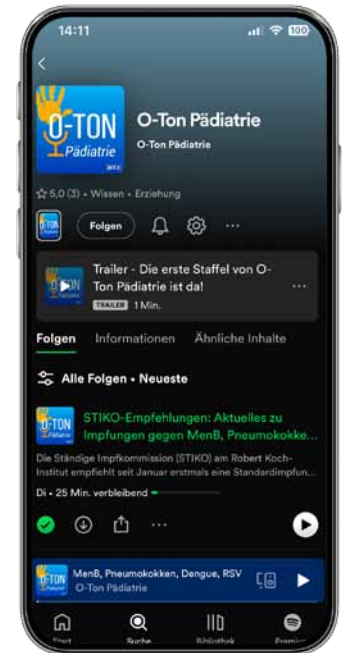 14:11
100
O-TON
Pädiatrie
O-Ton Pädiatrie
O-Ton Pädiatrie
5,0 (3) • Wissen • Erziehung
Folgen
Trailer - Die erste Staffel von O-
Ton Pädiatrie ist da!
TRAILER 1 Min.
Folgen Informationen Ähnliche Inhalte
Alle Folgen • Neueste
O-TON
STIKO-Empfehlungen: Aktuelles zu
Impfungen gegen MenB, Pneumokokke...
Die Ständige Impfkommission (STIKO) am Robert Koch-
Institut empfiehlt seit Januar erstmals eine Standardimpfun...
Di • 25 Min. verbleibend
O-TON
MenB, Pneumokokken, Dengue, RSV
O-Ton Pädiatrie
Start Suche Bibliothek Premium